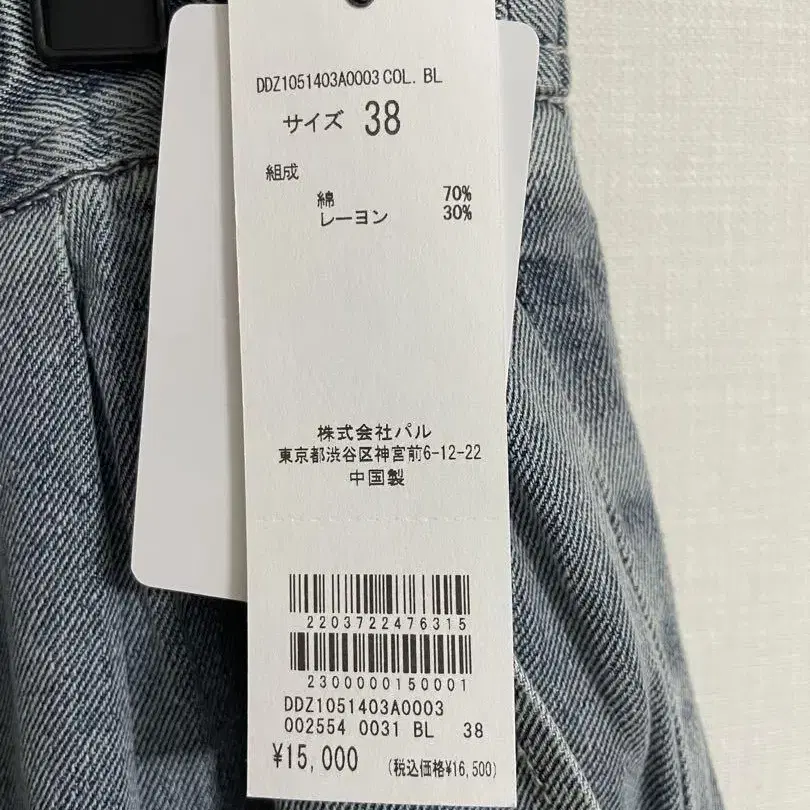 DDZ1051403A0003 COL. BL
サイズ 38
組成
綿 70%
レーヨン 30%
株式会社パル
東京都渋谷区神宮前6-12-22
中国製
2203722476315
2300000150001
DDZ1051403A0003
002554 0031 BL 38
¥15,000 (税込価格¥16,500)